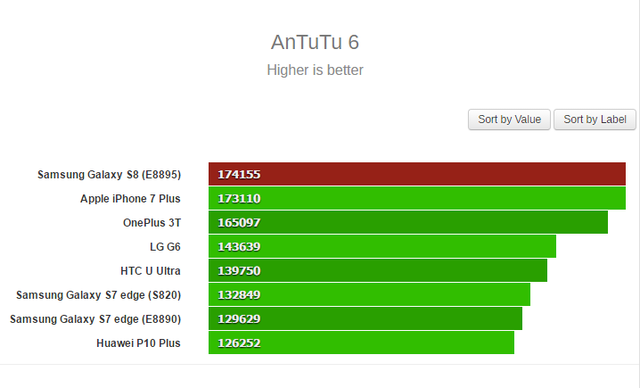 AnTuTu 6
Higher is better
Sort by Value Sort by Label
Samsung Galaxy S8 (E8895) 174155
Apple iPhone 7 Plus 173110
OnePlus 3T 165097
LG G6 143639
HTC U Ultra 139750
Samsung Galaxy S7 edge (S820) 132849
Samsung Galaxy S7 edge (E8890) 129629
Huawei P10 Plus 126252